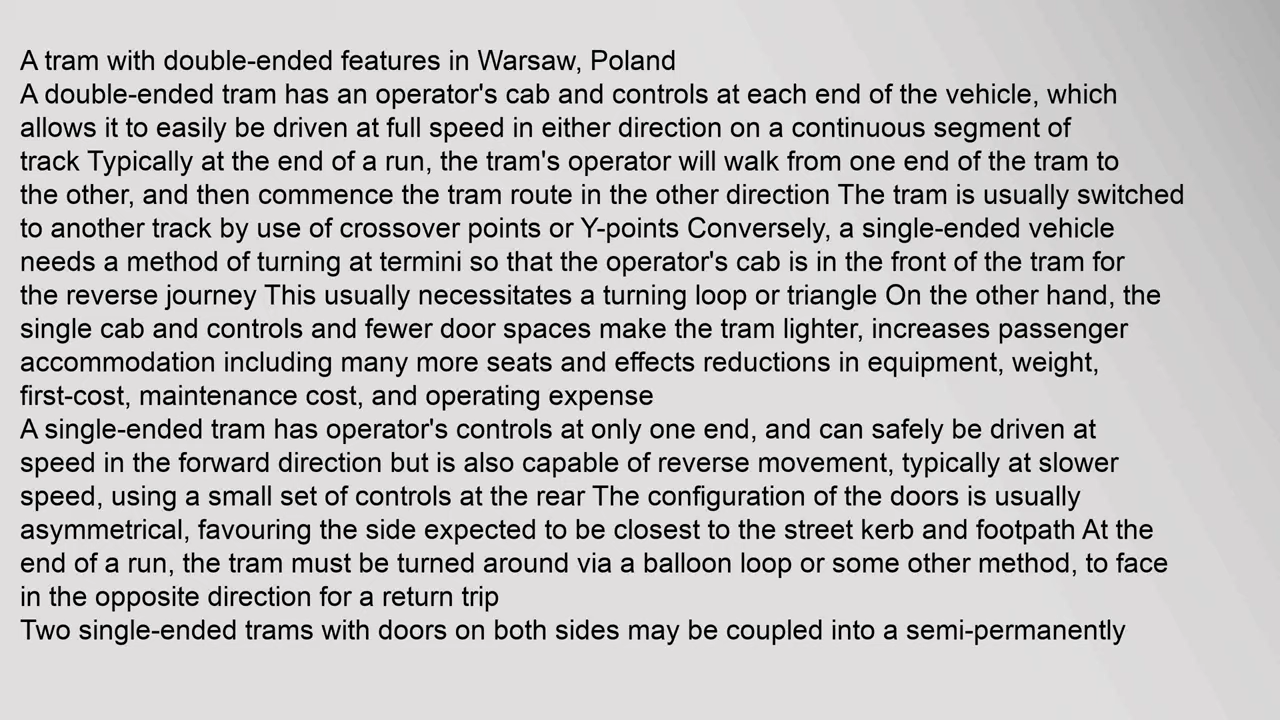 A tram with double-ended features in Warsaw, Poland
A double-ended tram has an operator's cab and controls at each end of the vehicle, which
allows it to easily be driven at full speed in either direction on a continuous segment of
track Typically at the end of a run, the tram's operator will walk from one end of the tram to
the other, and then commence the tram route in the other direction The tram is usually switched
to another track by use of crossover points or Y-points Conversely, a single-ended vehicle
needs a method of turning at termini so that the operator's cab is in the front of the tram for
the reverse journey This usually necessitates a turning loop or triangle On the other hand, the
single cab and controls and fewer door spaces make the tram lighter, increases passenger
accommodation including many more seats and effects reductions in equipment, weight,
first-cost, maintenance cost, and operating expense
A single-ended tram has operator's controls at only one end, and can safely be driven at
speed in the forward direction but is also capable of reverse movement, typically at slower
speed, using a small set of controls at the rear The configuration of the doors is usually
asymmetrical, favouring the side expected to be closest to the street kerb and footpath At the
end of a run, the tram must be turned around via a balloon loop or some other method, to face
in the opposite direction for a return trip
Two single-ended trams with doors on both sides may be coupled into a semi-permanently